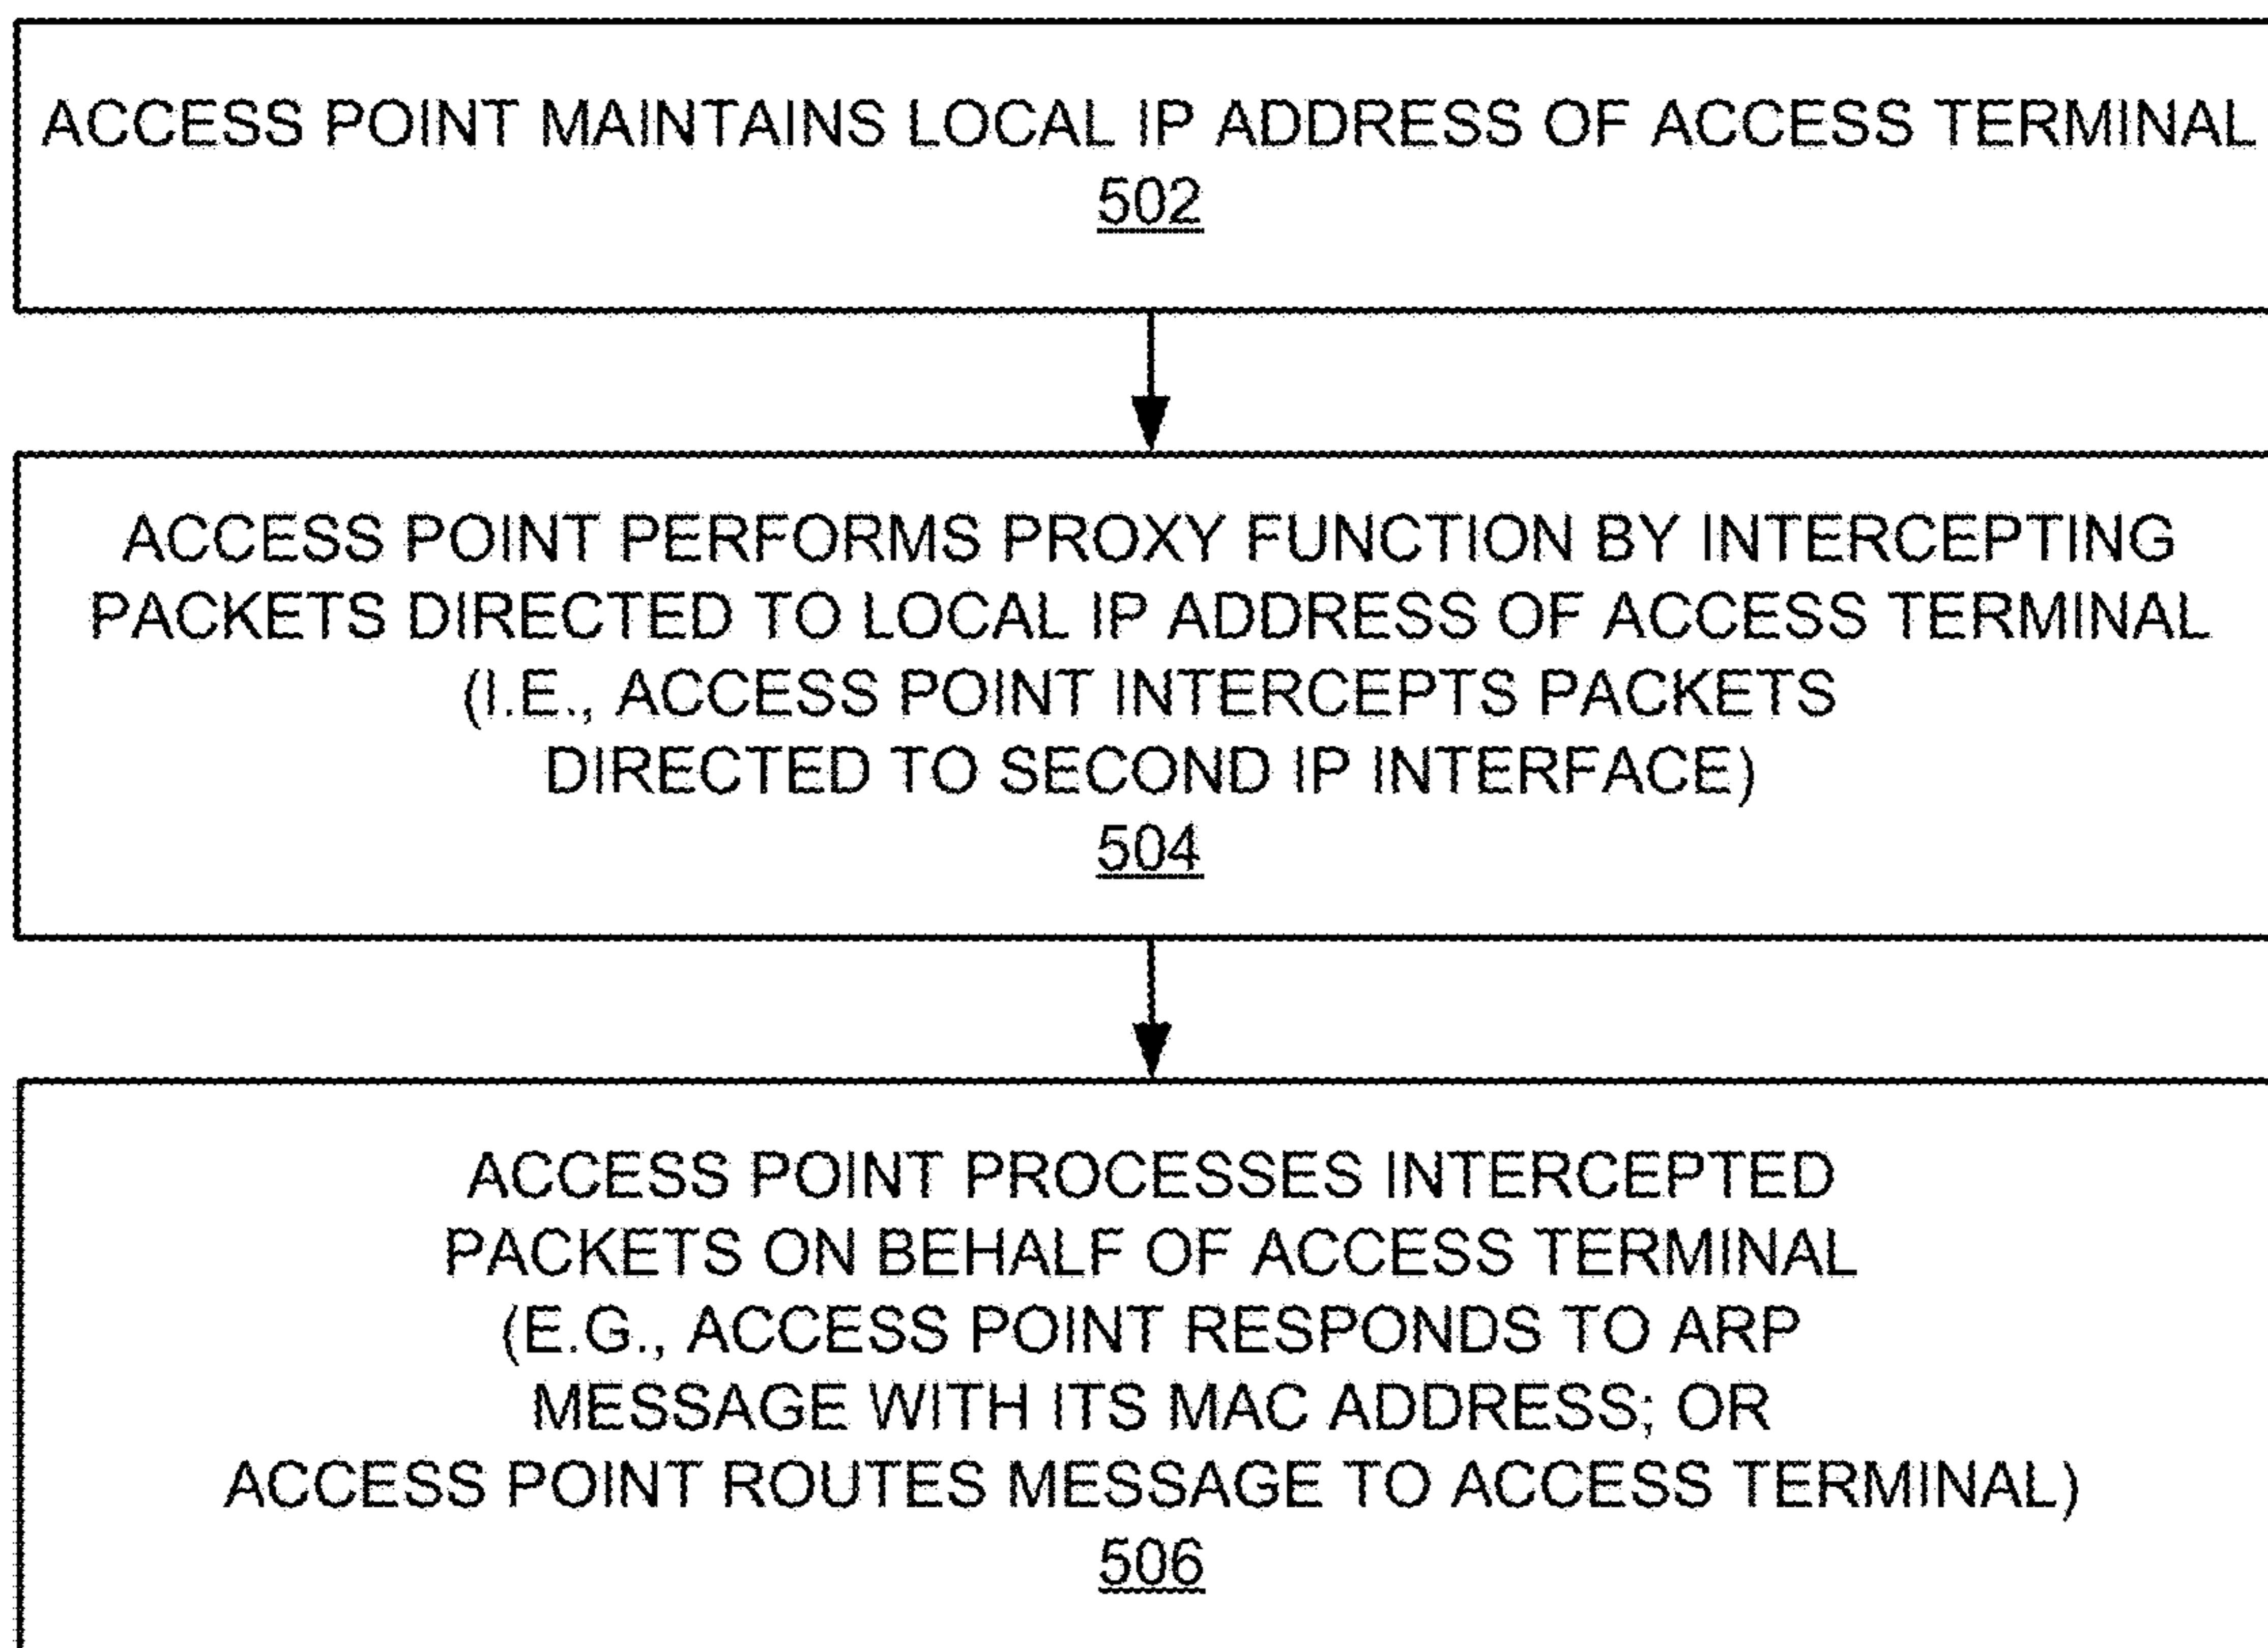 ACCESS POINT MAINTAINS LOCAL IP ADDRESS OF ACCESS TERMINAL
502
ACCESS POINT PERFORMS PROXY FUNCTION BY INTERCEPTING
PACKETS DIRECTED TO LOCAL IP ADDRESS OF ACCESS TERMINAL
(I.E., ACCESS POINT INTERCEPTS PACKETS
DIRECTED TO SECOND IP INTERFACE)
504
ACCESS POINT PROCESSES INTERCEPTED
PACKETS ON BEHALF OF ACCESS TERMINAL
(E.G., ACCESS POINT RESPONDS TO ARP
MESSAGE WITH ITS MAC ADDRESS; OR
ACCESS POINT ROUTES MESSAGE TO ACCESS TERMINAL)
506